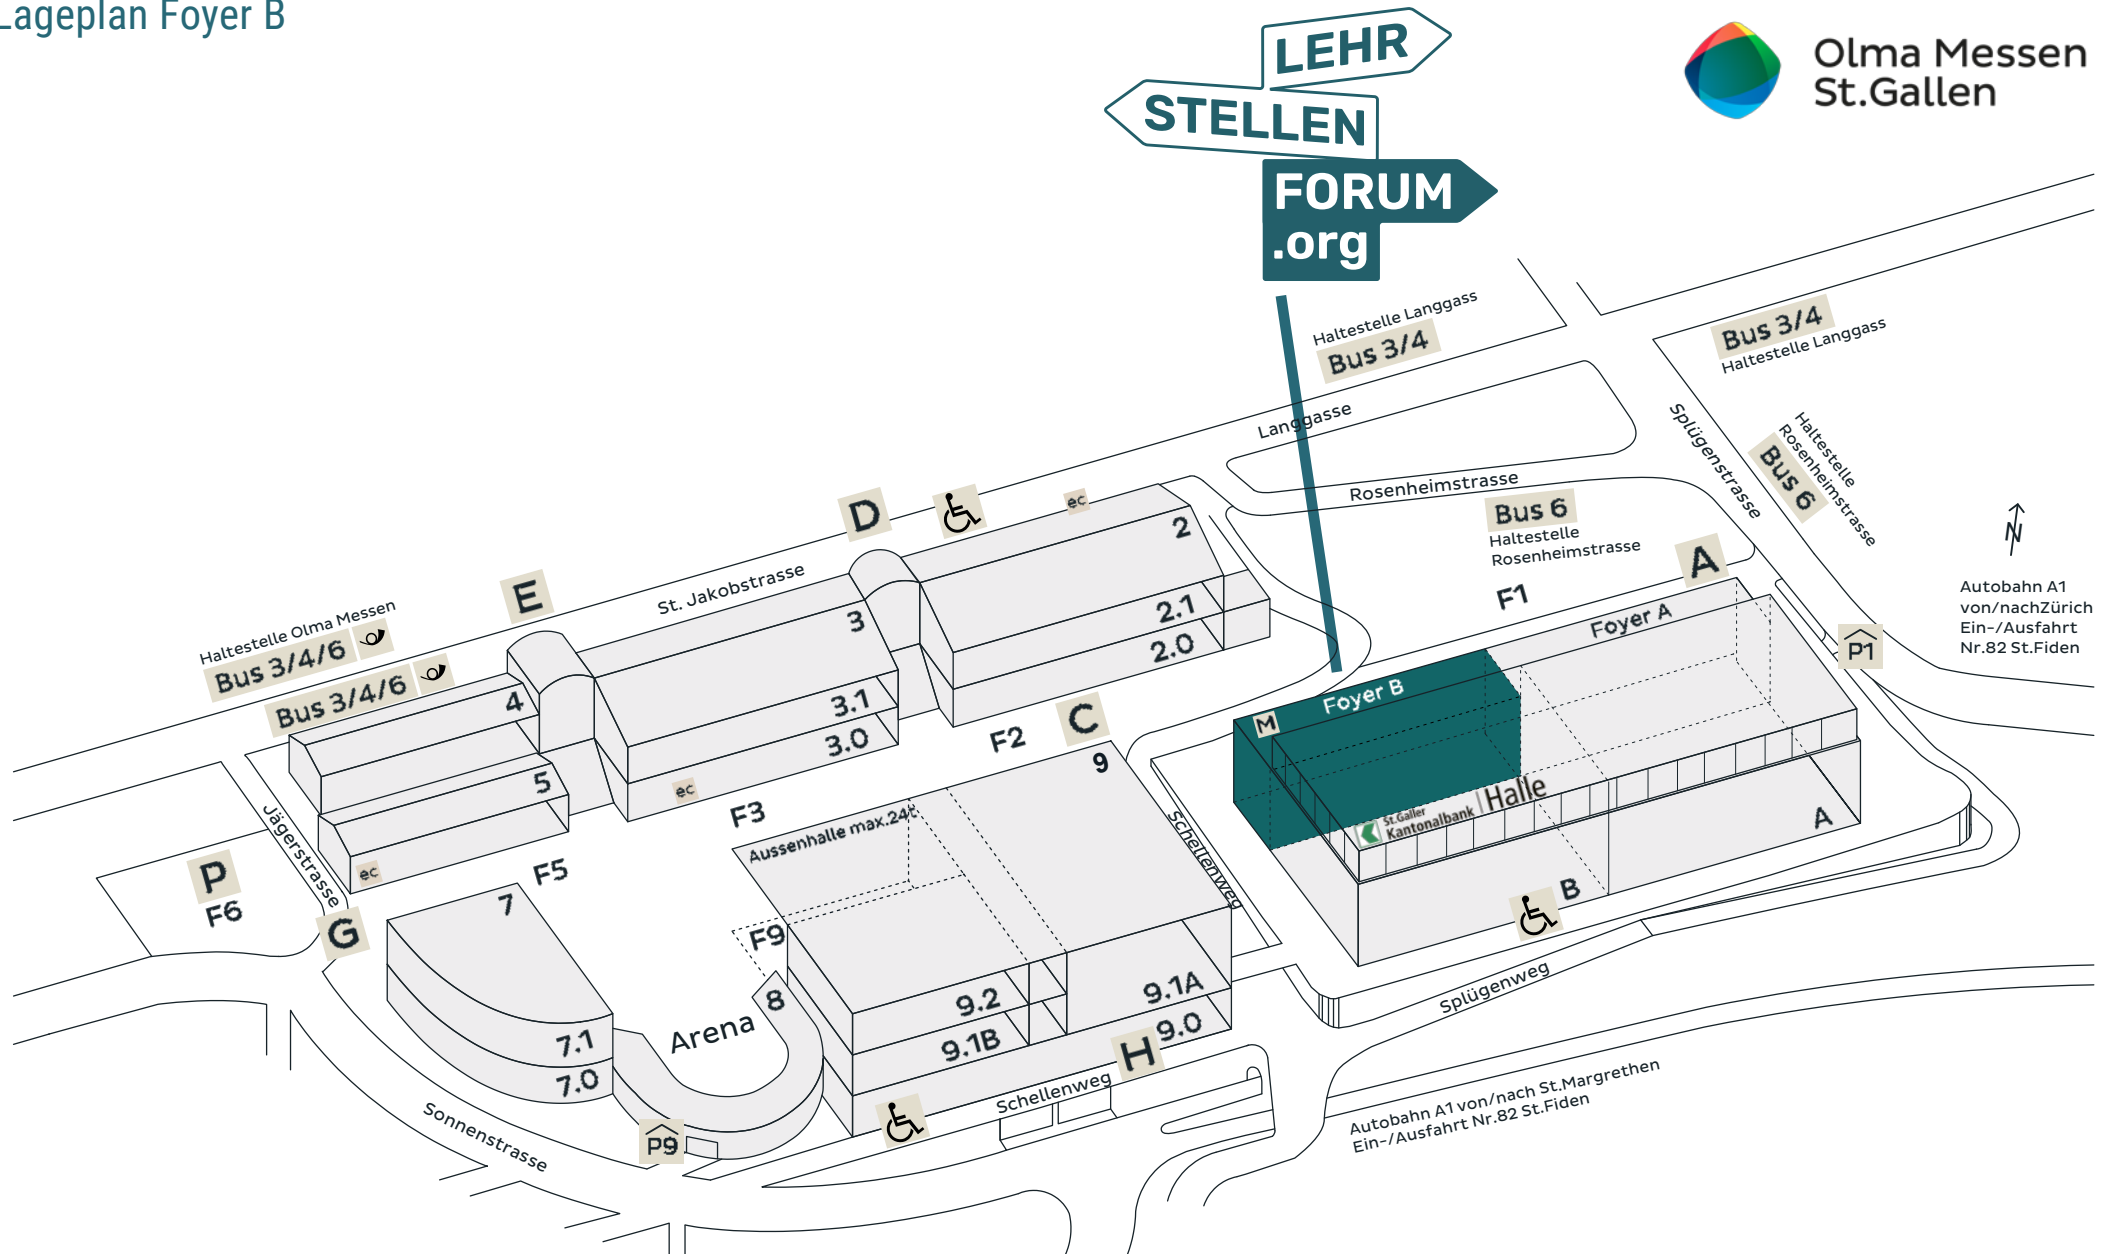 Lageplan Foyer B
LEHR
STELLEN
FORUM
.org
Olma Messen
St.Gallen
Haltestelle Langgass
Bus 3/4
Bus 3/4
Haltestelle Langgass
Langgasse
Splügenstrasse
Haltestelle
Rosenheimstrasse
Bus 6
Rosenheimstrasse
Bus 6
Haltestelle
Rosenheimstrasse
N
Autobahn A1
von/nachZürich
Ein-/Ausfahrt
Nr.82 St.Fiden
A
F1
P1
D
ec
2
2.1
2.0
St. Jakobstrasse
E
3
3.1
3.0
ec
Haltestelle Olma Messen
Bus 3/4/6
Bus 3/4/6
4
5
ec
Foyer A
Foyer B
M
St.Galler
Kantonalbank
Halle
A
B
C
F2
F3
9
Aussenhalle max.24t
Schellenweg
Jägerstrasse
P
F6
G
F5
7
7.1
7.0
F9
8
Arena
9.2
9.1B
9.1A
9.0
H
Schellenweg
Splügenweg
P9
Sonnenstrasse
Autobahn A1 von/nach St.Margrethen
Ein-/Ausfahrt Nr.82 St.Fiden